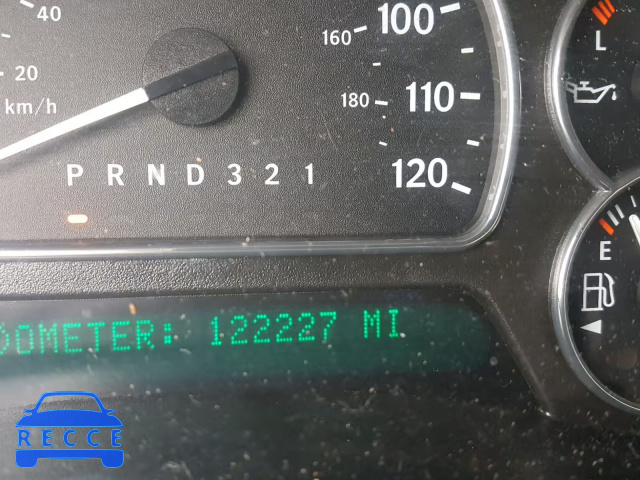 40
20
km/h
100
160
110
180
120
P R N D 3 2 1
L
E
ODOMETER: 122227 MI
RECCE